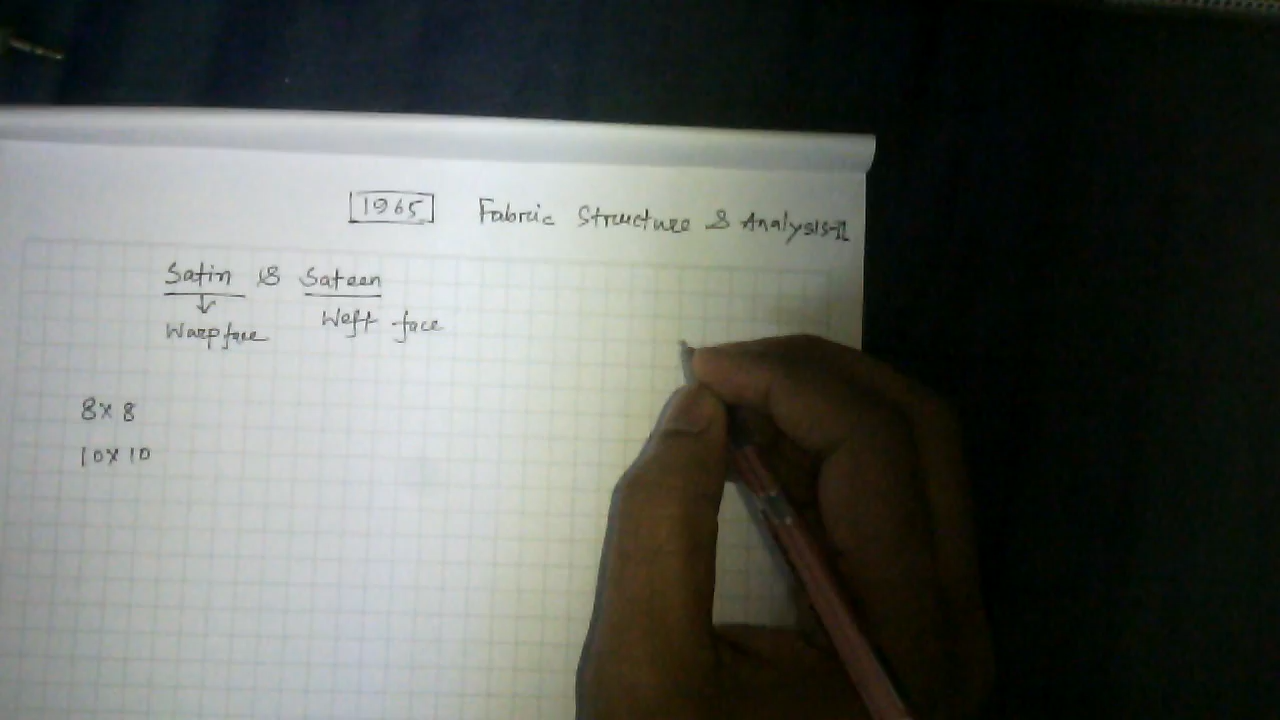 1965 Fabric Structure & Analysis-II
Satin & Sateen
Warp face Weft face
8x8
10x10